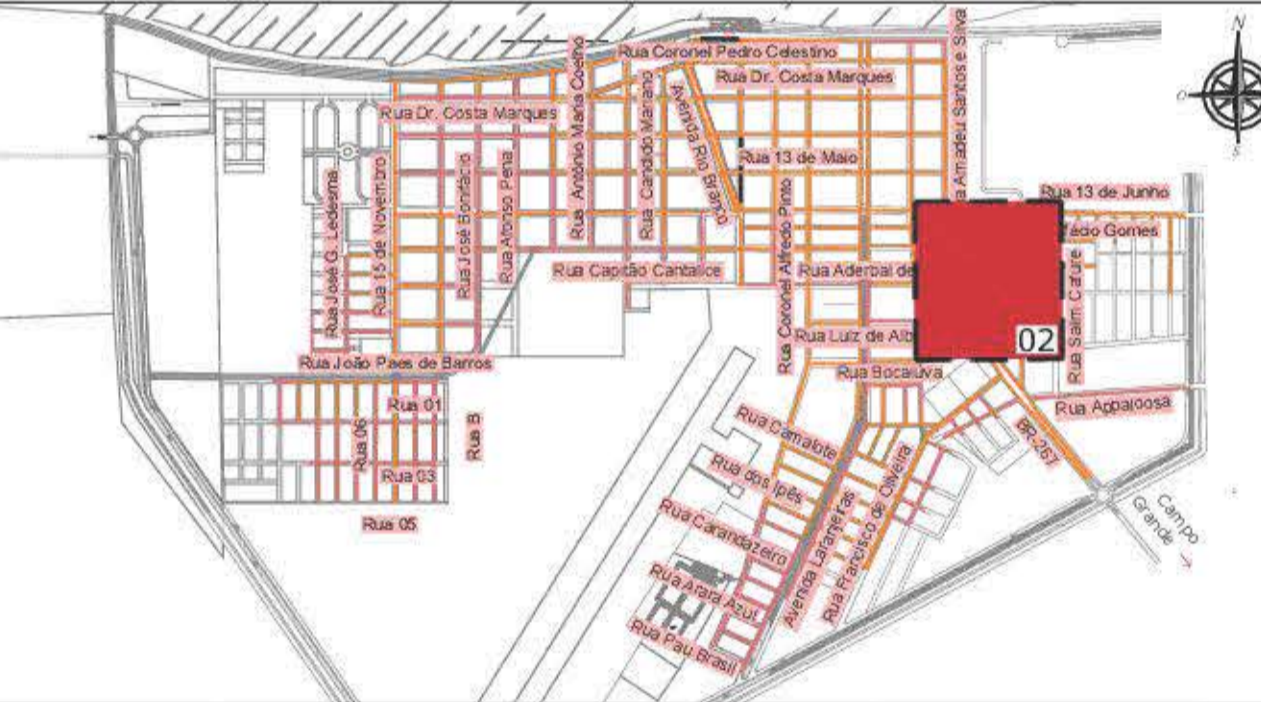 N
O
S
Rua Coronel Pedro Celestino
Rua Dr. Costa Marques
Rua Dr. Costa Marques
Rua Antônio Maria Coelho
Rua Candido Mariano
Avenida Rio Branco
Rua 13 de Maio
a Amadeu Santos e Silva
Rua 13 de Junho
fácio Gomes
Rua José G. Ledesma
Rua 15 de Novembro
Rua José Bonifácio
Rua Afonso Pena
Rua Capitão Cantalice
Rua Coronel Alfredo Pinto
Rua Aderbal de
Rua Luiz de Alb
02
Rua Salim Cafure
Rua João Paes de Barros
Rua Bocaiúva
Rua 01
Rua 06
Rua B
Rua 03
Rua 05
Rua Appaloosa
BR-267
Rua Camalote
Rua dos Ipês
Rua Carandazeiro
Rua Arara Azul
Rua Pau Brasil
Avenida Laranjeiras
Rua Francisco de Oliveira
Campo
Grande